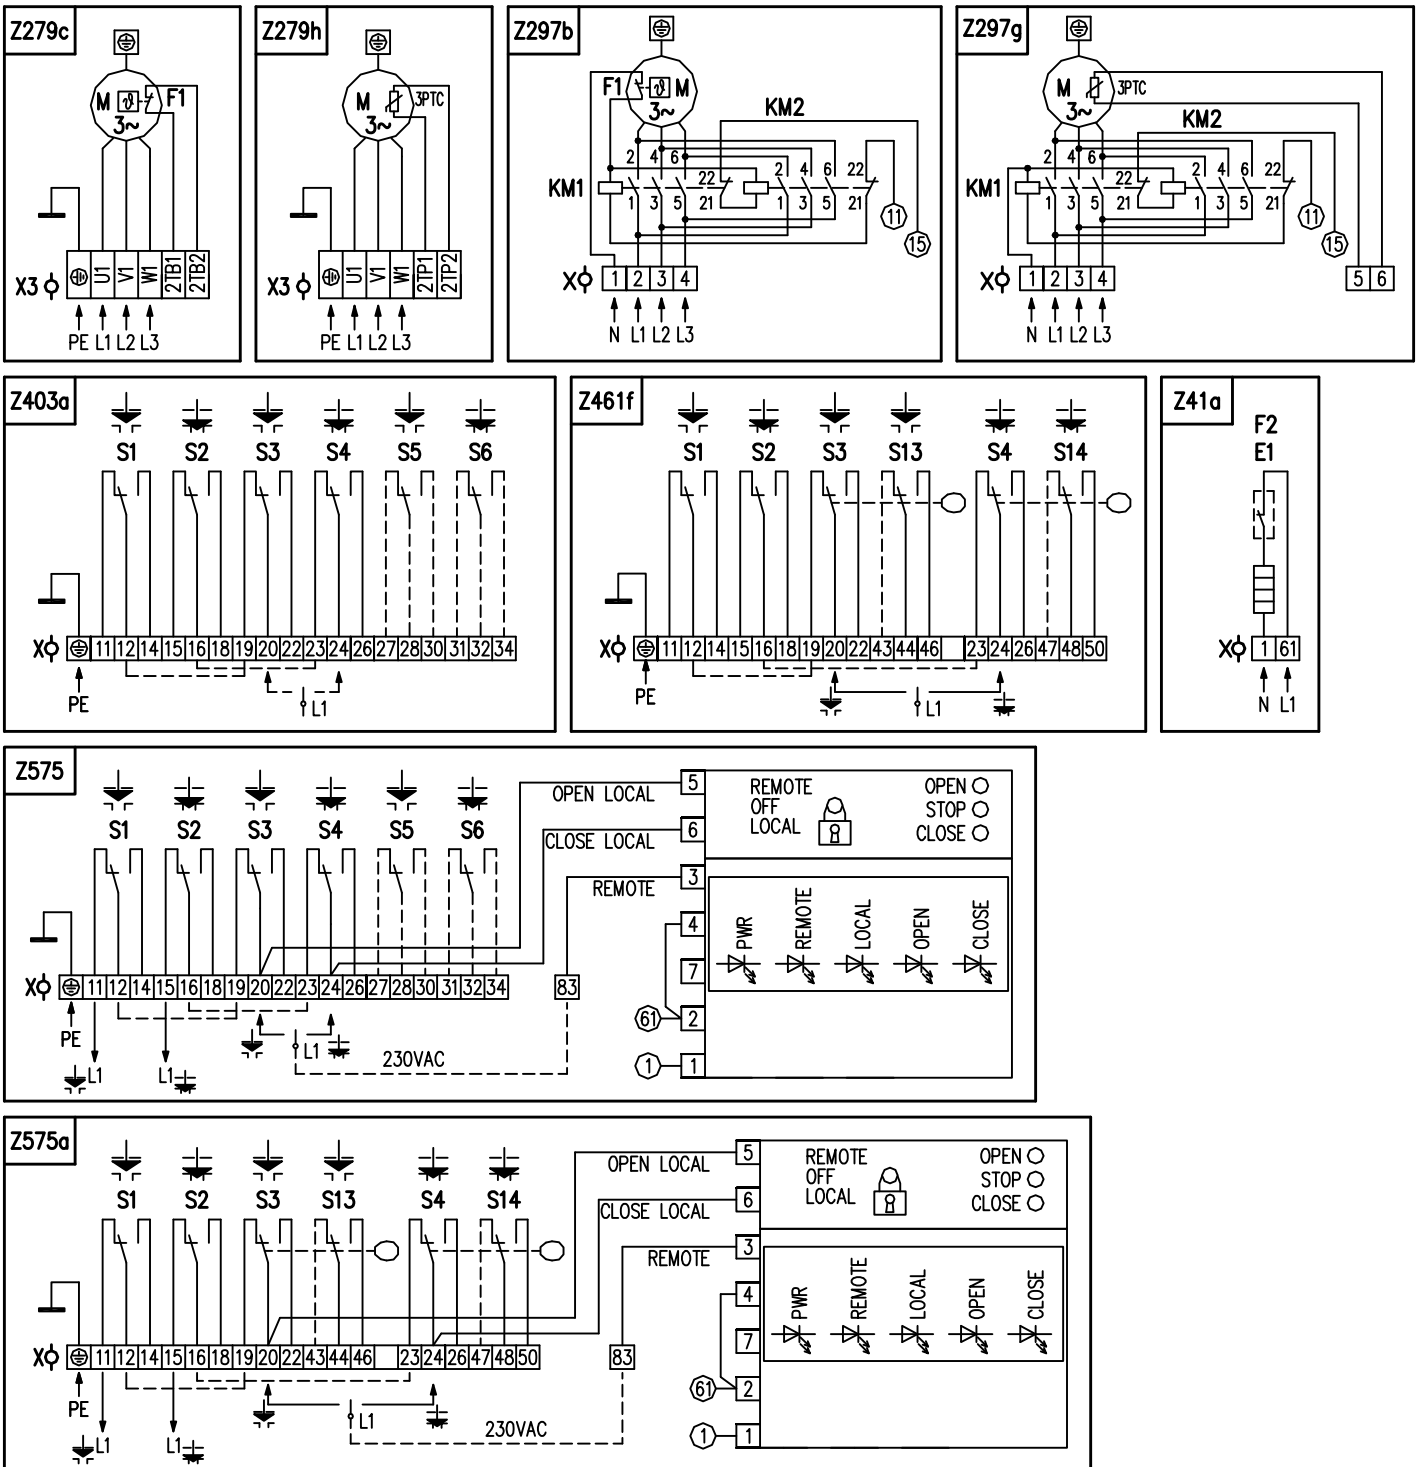 Z279c
M
ϑ
F1
3~
X3
U1
V1
W1
2TB1
2TB2
PE L1 L2 L3
Z279h
M
3PTC
3~
X3
U1
V1
W1
2TP1
2TP2
PE L1 L2 L3
Z297b
F1
ϑ
M
3~
KM2
2 4 6 22 2 4 6 22
KM1
1 3 5 21 1 3 5 21
11
15
X 1 2 3 4
N L1 L2 L3
Z297g
M
3PTC
3~
KM2
2 4 6 22 2 4 6 22
KM1
1 3 5 21 1 3 5 21
11
15
X 1 2 3 4 5 6
N L1 L2 L3
Z403a
S1 S2 S3 S4 S5 S6
X 11 12 14 15 16 18 19 20 22 23 24 26 27 28 30 31 32 34
PE
L1
Z461f
S1 S2 S3 S13 S4 S14
X 11 12 14 15 16 18 19 20 22 43 44 46 23 24 26 47 48 50
PE
L1
Z41a
F2
E1
X 1 61
N L1
Z575
S1 S2 S3 S4 S5 S6
OPEN LOCAL 5
CLOSE LOCAL 6
REMOTE 3
4
7
61 2
1 1
REMOTE
OFF
LOCAL
OPEN
STOP
CLOSE
PWR
REMOTE
LOCAL
OPEN
CLOSE
X 11 12 14 15 16 18 19 20 22 23 24 26 27 28 30 31 32 34 83
PE
L1
L1
L1
230VAC
Z575a
S1 S2 S3 S13 S4 S14
OPEN LOCAL 5
CLOSE LOCAL 6
REMOTE 3
4
7
61 2
1 1
REMOTE
OFF
LOCAL
OPEN
STOP
CLOSE
PWR
REMOTE
LOCAL
OPEN
CLOSE
X 11 12 14 15 16 18 19 20 22 43 44 46 23 24 26 47 48 50 83
PE
L1
L1
L1
230VAC